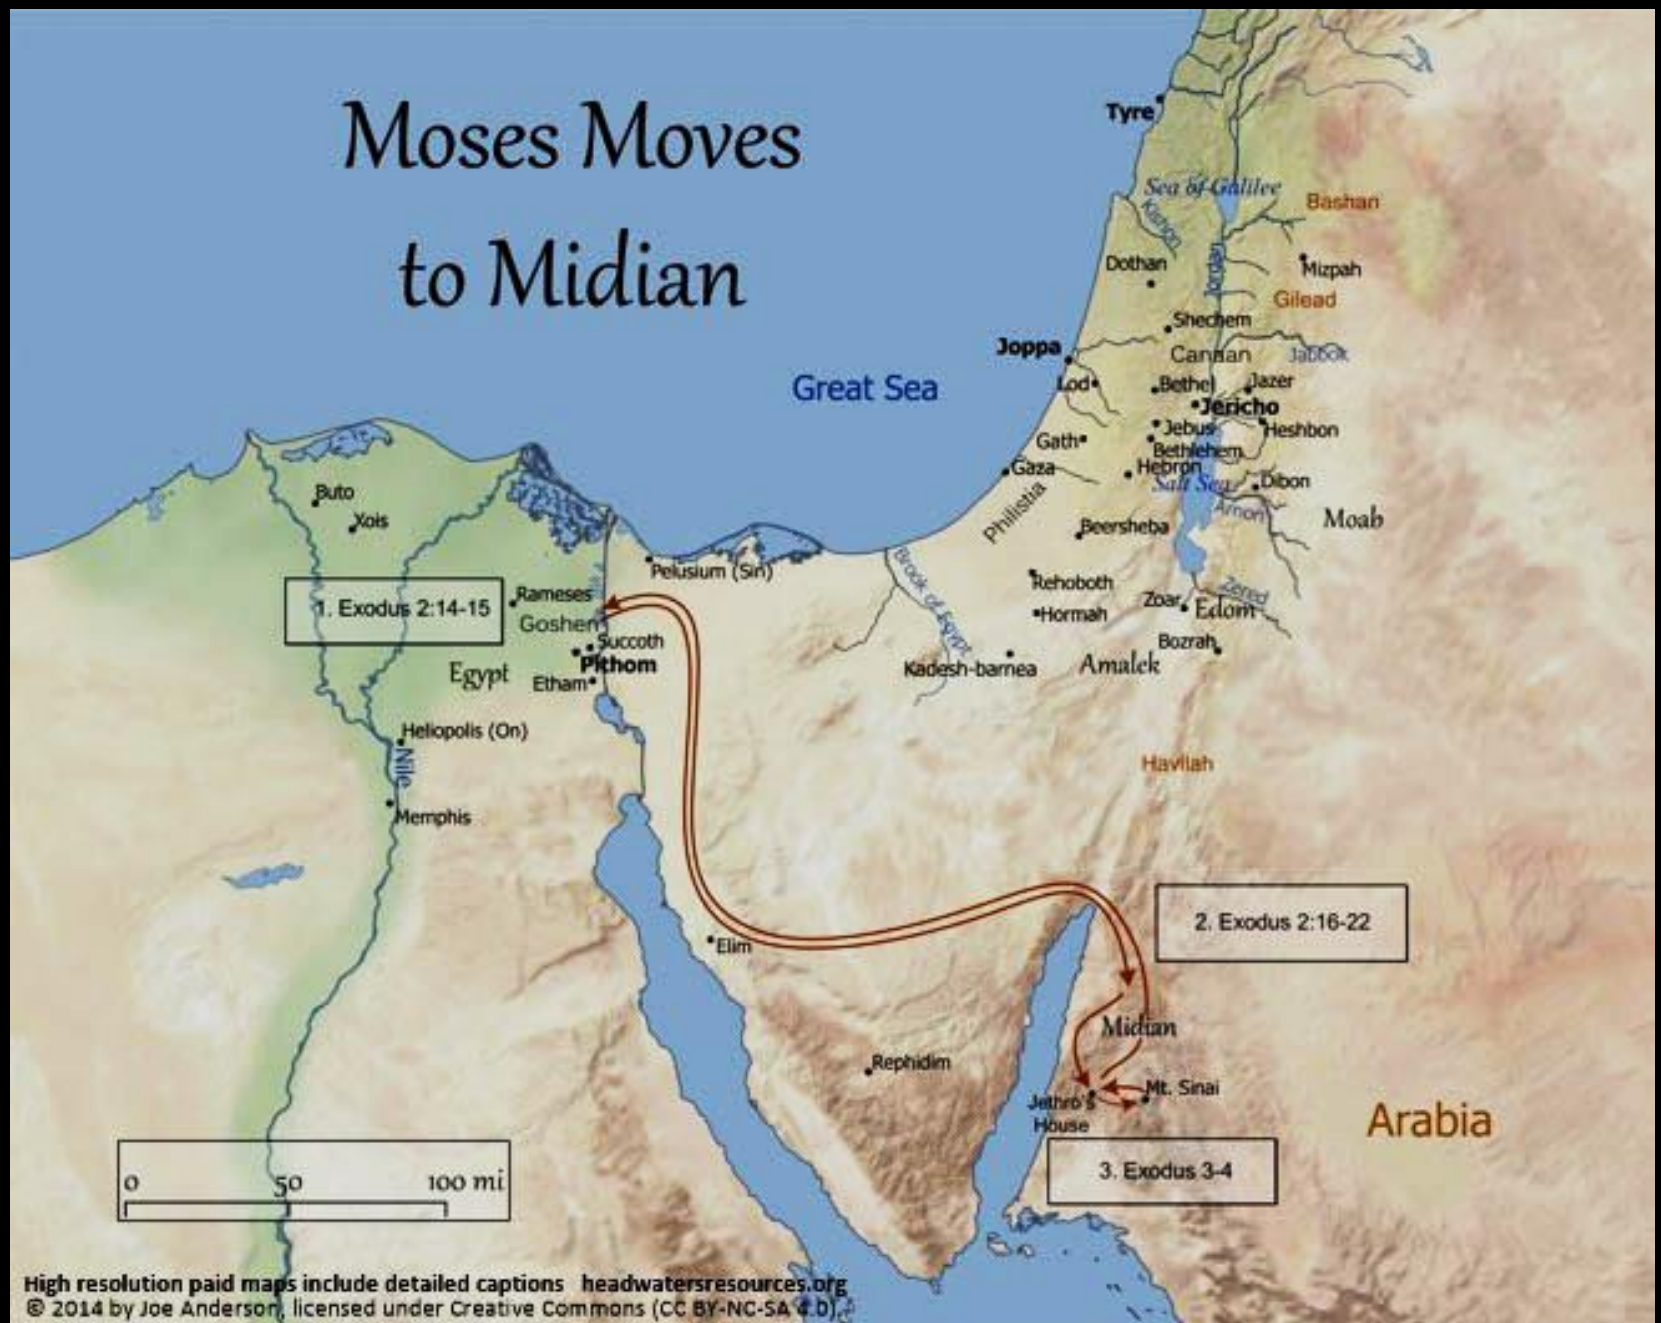 Moses Moves
to Midian
Tyre
Sea of Galilee
Bashan
Kishon
Dothan
Jordan
Mizpah
Gilead
Shechem
Joppa
Canaan
Jabbok
Great Sea
Lod
Bethel
Jazer
Jericho
Jebus
Heshbon
Gath
Bethlehem
Gaza
Hebron
Salt Sea
Dibon
Buto
Philistia
Arnon
Moab
Xois
Beersheba
Pelusium (Sin)
Brook of Egypt
Rehoboth
Rameses
1. Exodus 2:14-15
Zered
Zoar
Edom
Hormah
Goshen
Succoth
Bozrah
Pithom
Kadesh-barnea
Amalek
Egypt
Etham
Heliopolis (On)
Nile
Havilah
Memphis
2. Exodus 2:16-22
Elim
Midian
Rephidim
Mt. Sinai
Jethro's
House
Arabia
3. Exodus 3-4
0 50 100 mi
High resolution paid maps include detailed captions headwatersresources.org
© 2014 by Joe Anderson, licensed under Creative Commons (CC BY-NC-SA 4.0).